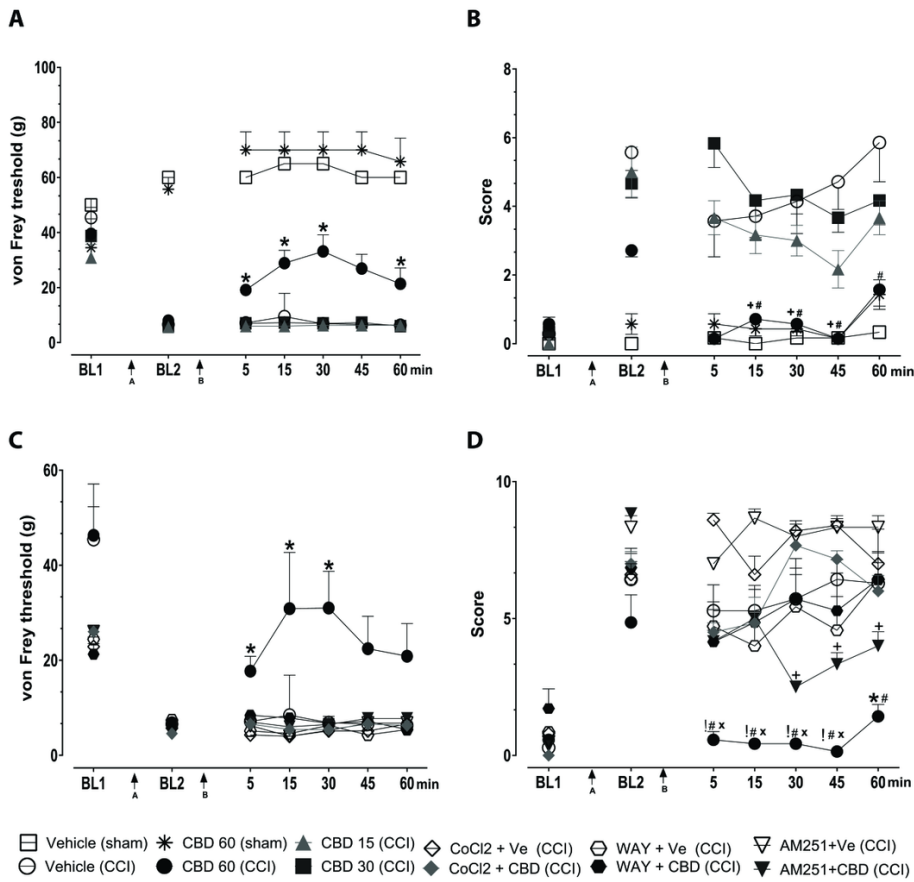 A
von Frey treshold (g)
100
80
60
40
20
0
* * * *
BL1 A BL2 B 5 15 30 45 60 min
B
Score
8
6
4
2
0
+# +# +# #
BL1 A BL2 B 5 15 30 45 60 min
C
von Frey threshold (g)
60
40
20
0
* * *
BL1 A BL2 B 5 15 30 45 60 min
D
Score
10
5
0
+ + +
!# x !# x !# x !# x *#
BL1 A BL2 B 5 15 30 45 60 min
Vehicle (sham) CBD 60 (sham) CBD 15 (CCI) CoCl2 + Ve (CCI) WAY + Ve (CCI) AM251+Ve (CCI)
Vehicle (CCI) CBD 60 (CCI) CBD 30 (CCI) CoCl2 + CBD (CCI) WAY + CBD (CCI) AM251+CBD (CCI)